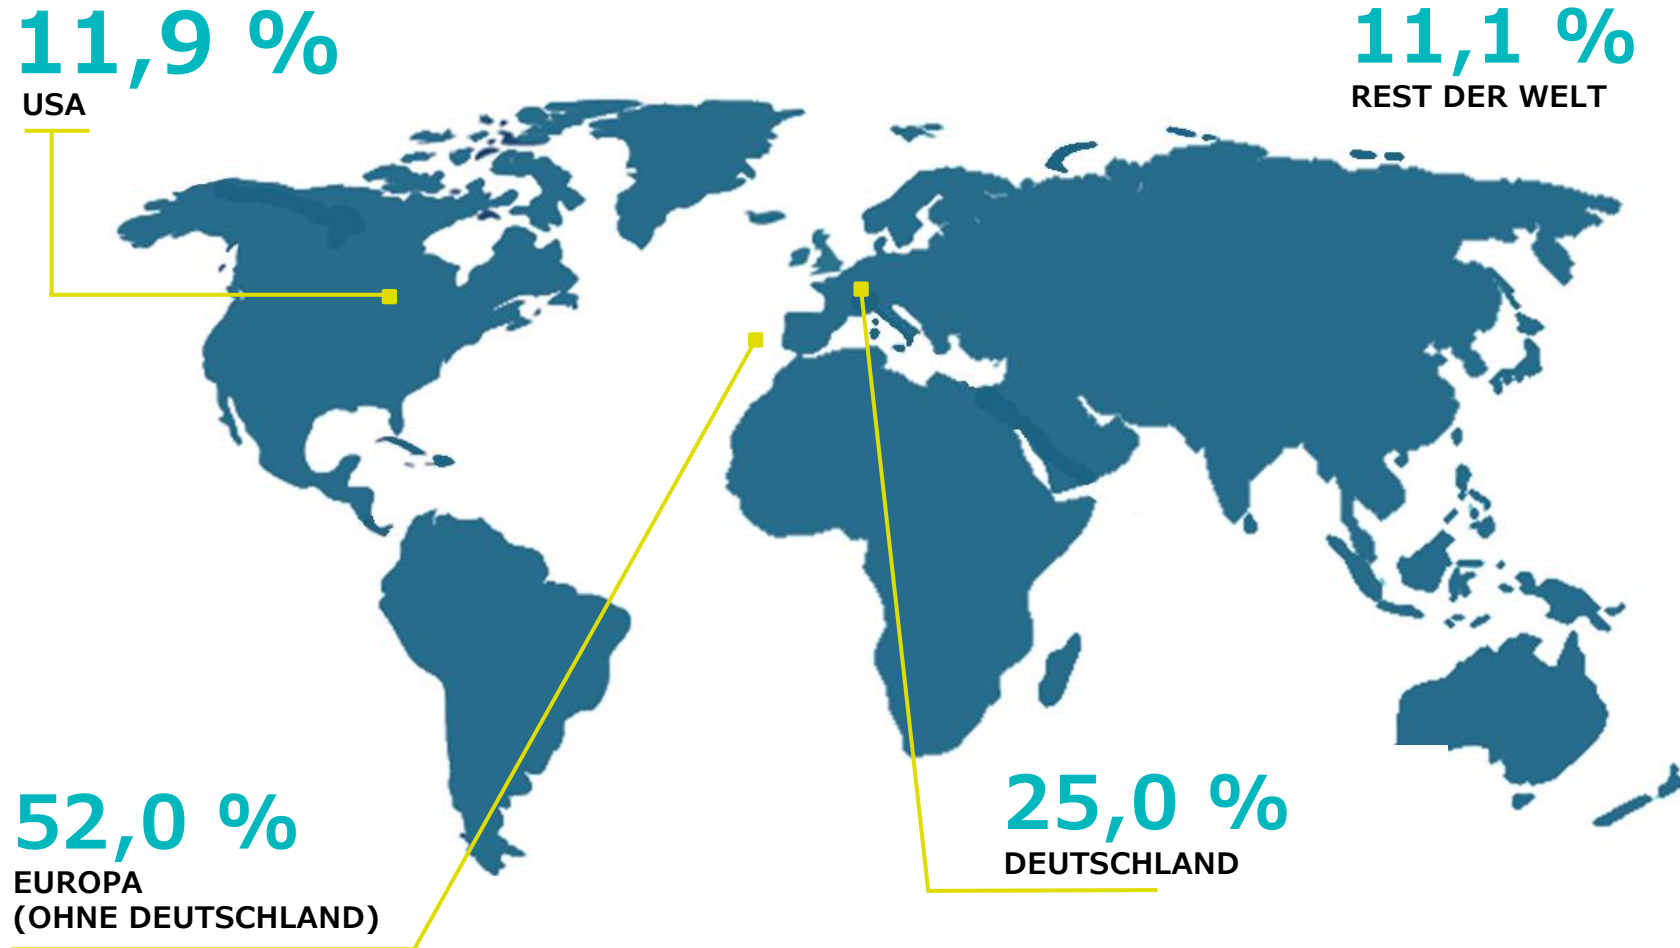 11,9 %
USA
11,1 %
REST DER WELT
52,0 %
EUROPA
(OHNE DEUTSCHLAND)
25,0 %
DEUTSCHLAND